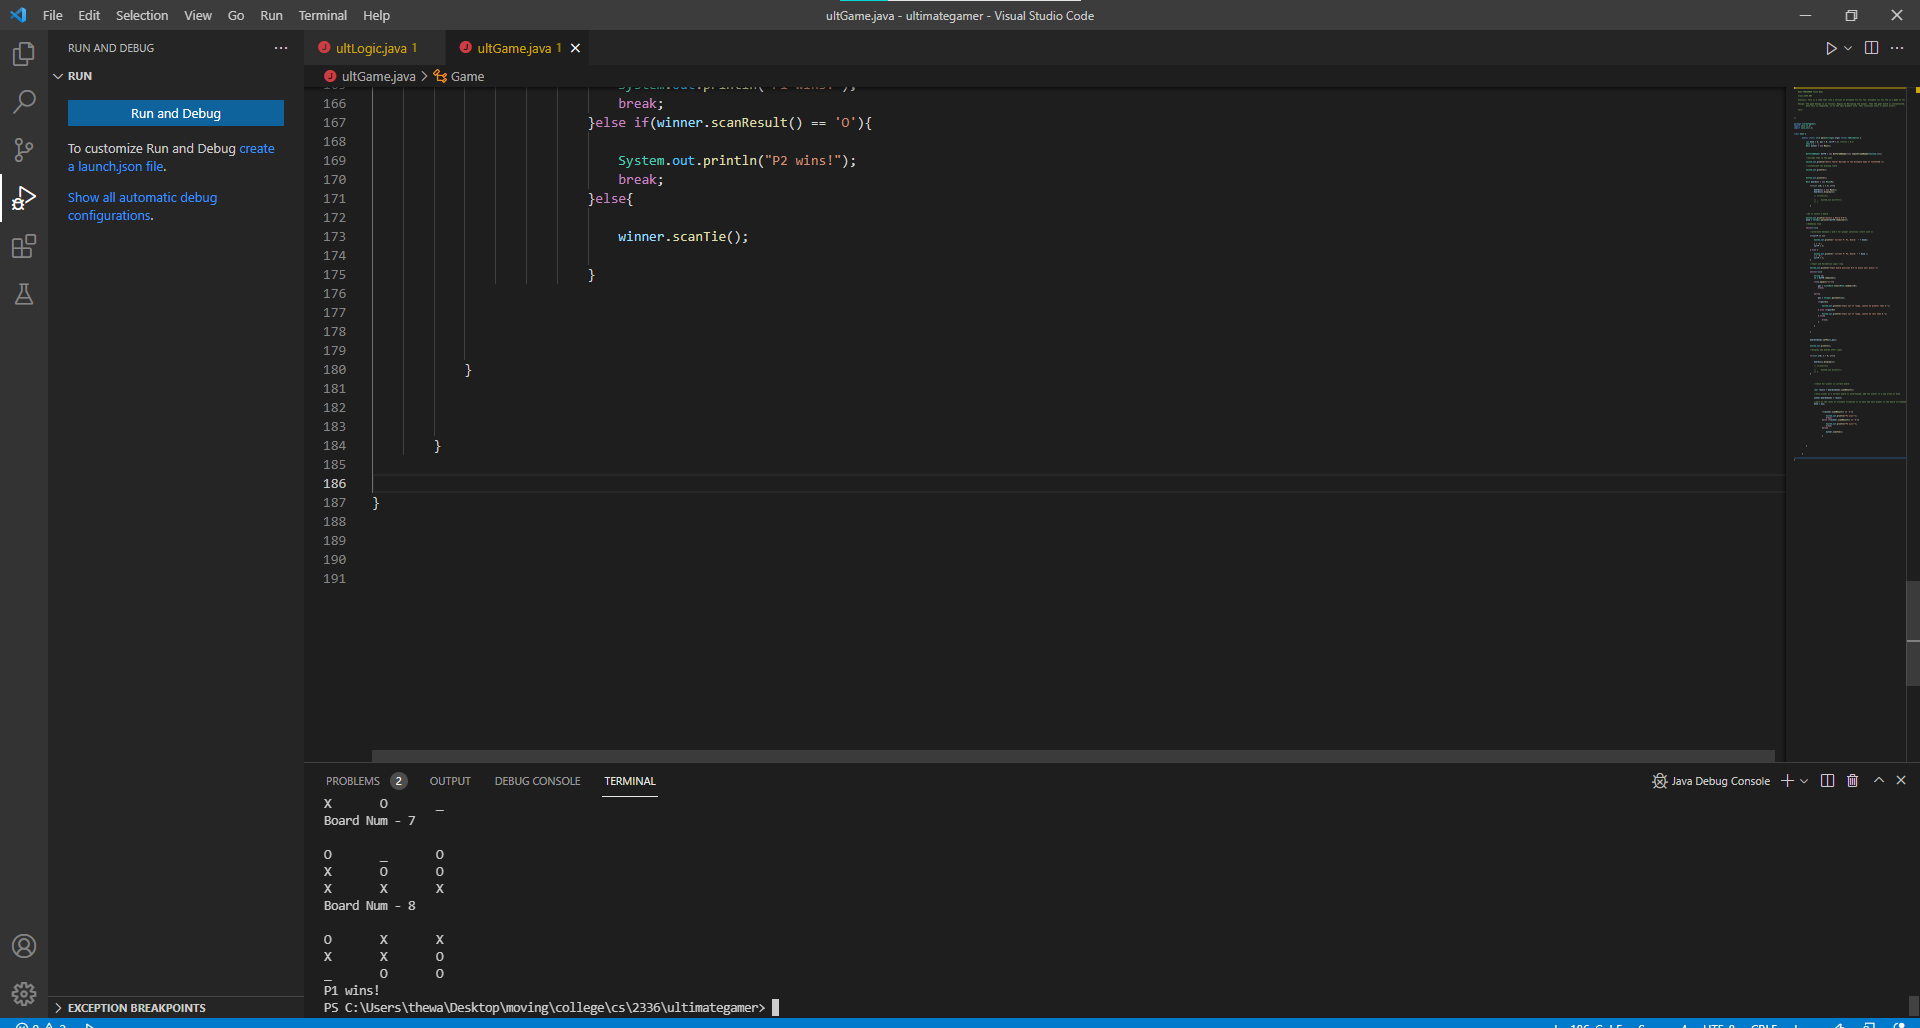 File Edit Selection View Go Run Terminal Help
ultGame.java - ultimategamer - Visual Studio Code
RUN AND DEBUG
RUN
Run and Debug
To customize Run and Debug create
a launch.json file.
Show all automatic debug
configurations.
EXCEPTION BREAKPOINTS
ultLogic.java 1 ultGame.java 1
ultGame.java > Game
166 break;
167 }else if(winner.scanResult() == 'O'){
168
169 System.out.println("P2 wins!");
170 break;
171 }else{
172
173 winner.scanTie();
174
175 }
176
177
178
179
180 }
181
182
183
184 }
185
186
187 }
188
189
190
191
PROBLEMS 2 OUTPUT DEBUG CONSOLE TERMINAL
Java Debug Console
X O _
Board Num - 7
O _ O
X O O
X X X
Board Num - 8
O X X
X X O
_ O O
P1 wins!
PS C:\Users\thewa\Desktop\moving\college\cs\2336\ultimategamer>